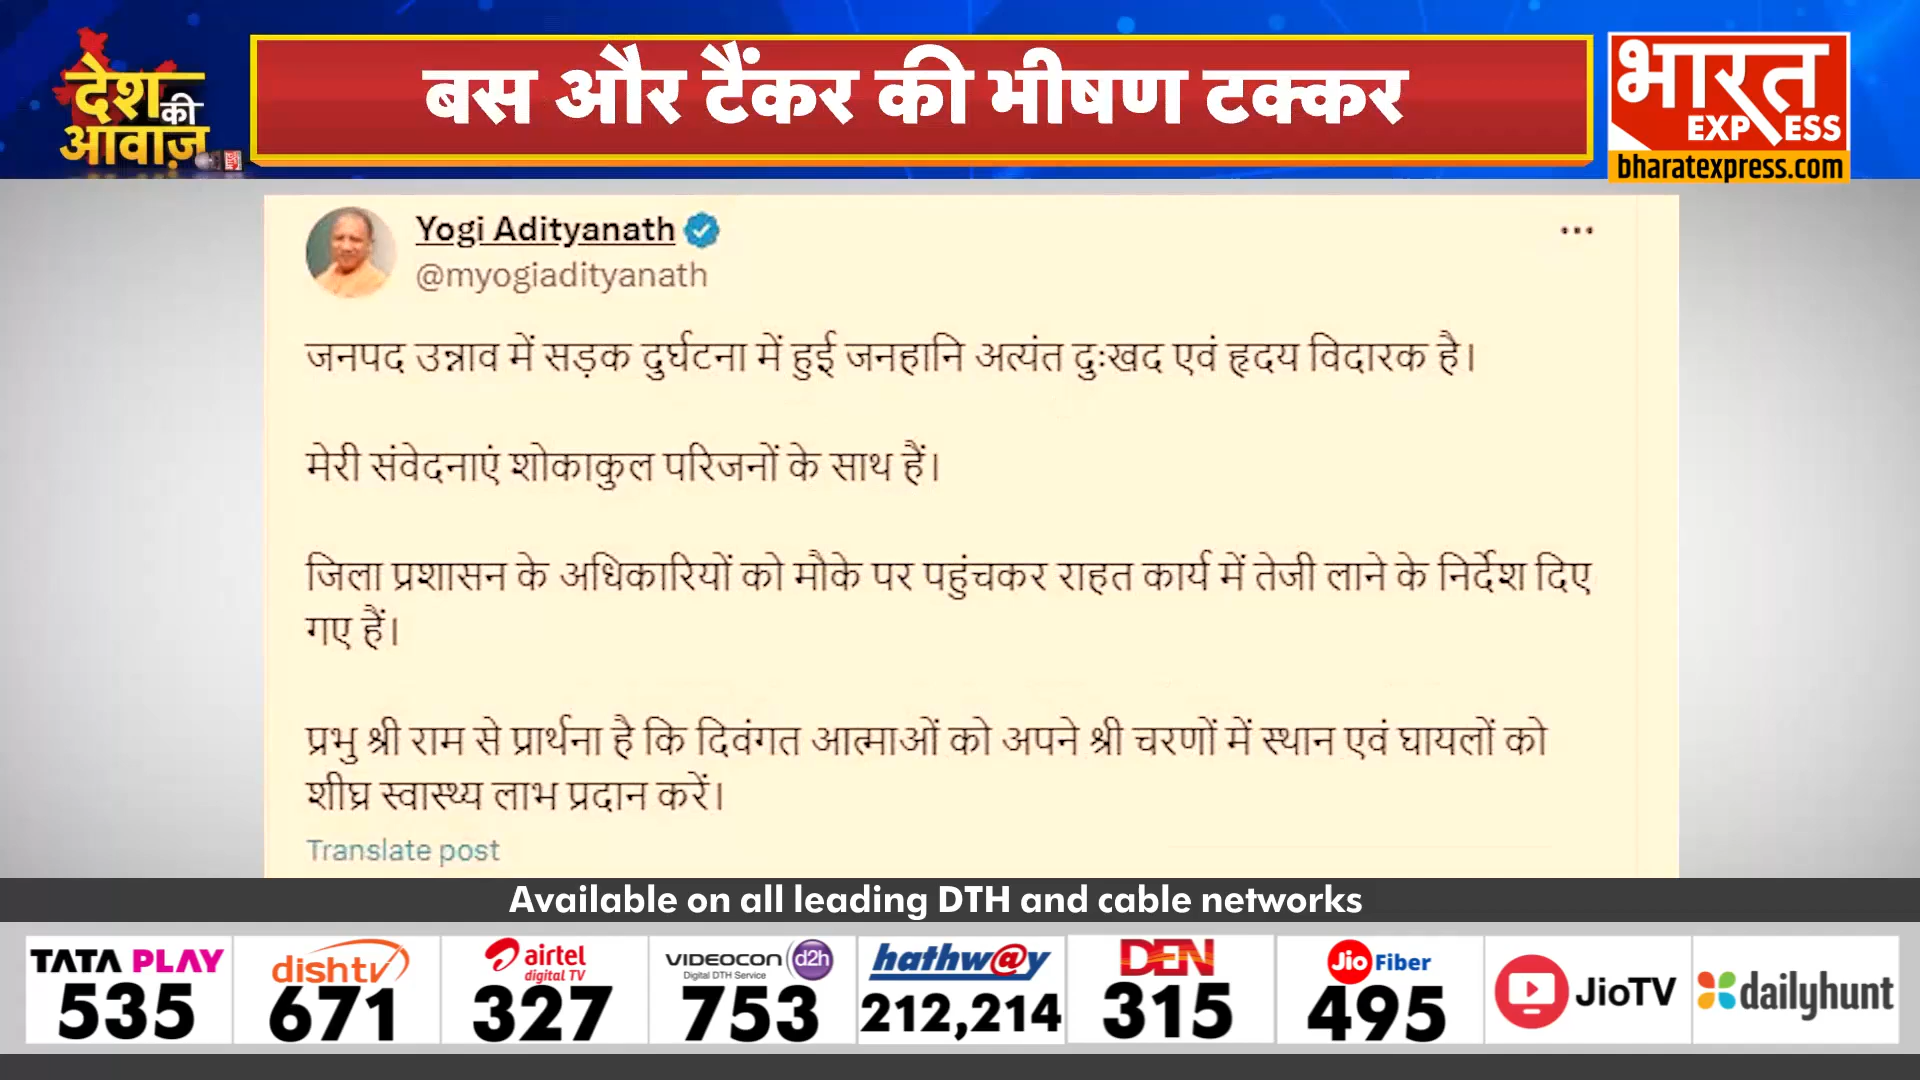 देश की आवाज़
बस और टैंकर की भीषण टक्कर
भारत
EXPRESS
bharatexpress.com
Yogi Adityanath
@myogiadityanath
जनपद उन्नाव में सड़क दुर्घटना में हुई जनहानि अत्यंत दुःखद एवं हृदय विदारक है।
मेरी संवेदनाएं शोकाकुल परिजनों के साथ हैं।
जिला प्रशासन के अधिकारियों को मौके पर पहुंचकर राहत कार्य में तेजी लाने के निर्देश दिए
गए हैं।
प्रभु श्री राम से प्रार्थना है कि दिवंगत आत्माओं को अपने श्री चरणों में स्थान एवं घायलों को
शीघ्र स्वास्थ्य लाभ प्रदान करें।
Translate post
Available on all leading DTH and cable networks
TATA PLAY
535
dishtv
671
airtel
digital TV
327
VIDEOCON d2h
Digital DTH Service
753
hathw@y
212,214
DEN
315
Jio Fiber
495
JioTV
dailyhunt